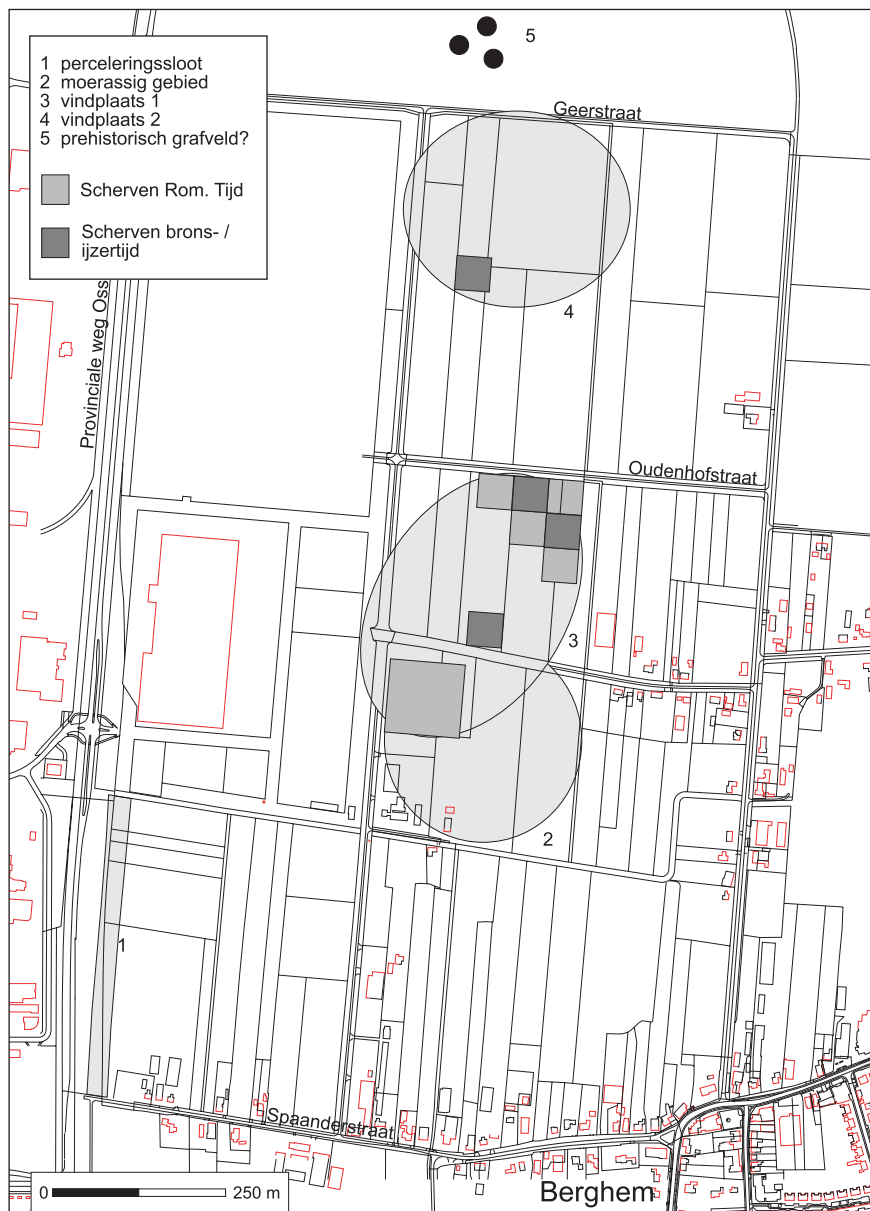 1 perceleringssloot
2 moerassig gebied
3 vindplaats 1
4 vindplaats 2
5 prehistorisch grafveld?
Scherven Rom. Tijd
Scherven brons- /
ijzertijd
5
Geerstraat
Provinciale weg Oss
4
Oudenhofstraat
3
2
1
Spaanderstraat
0 250 m
Berghem